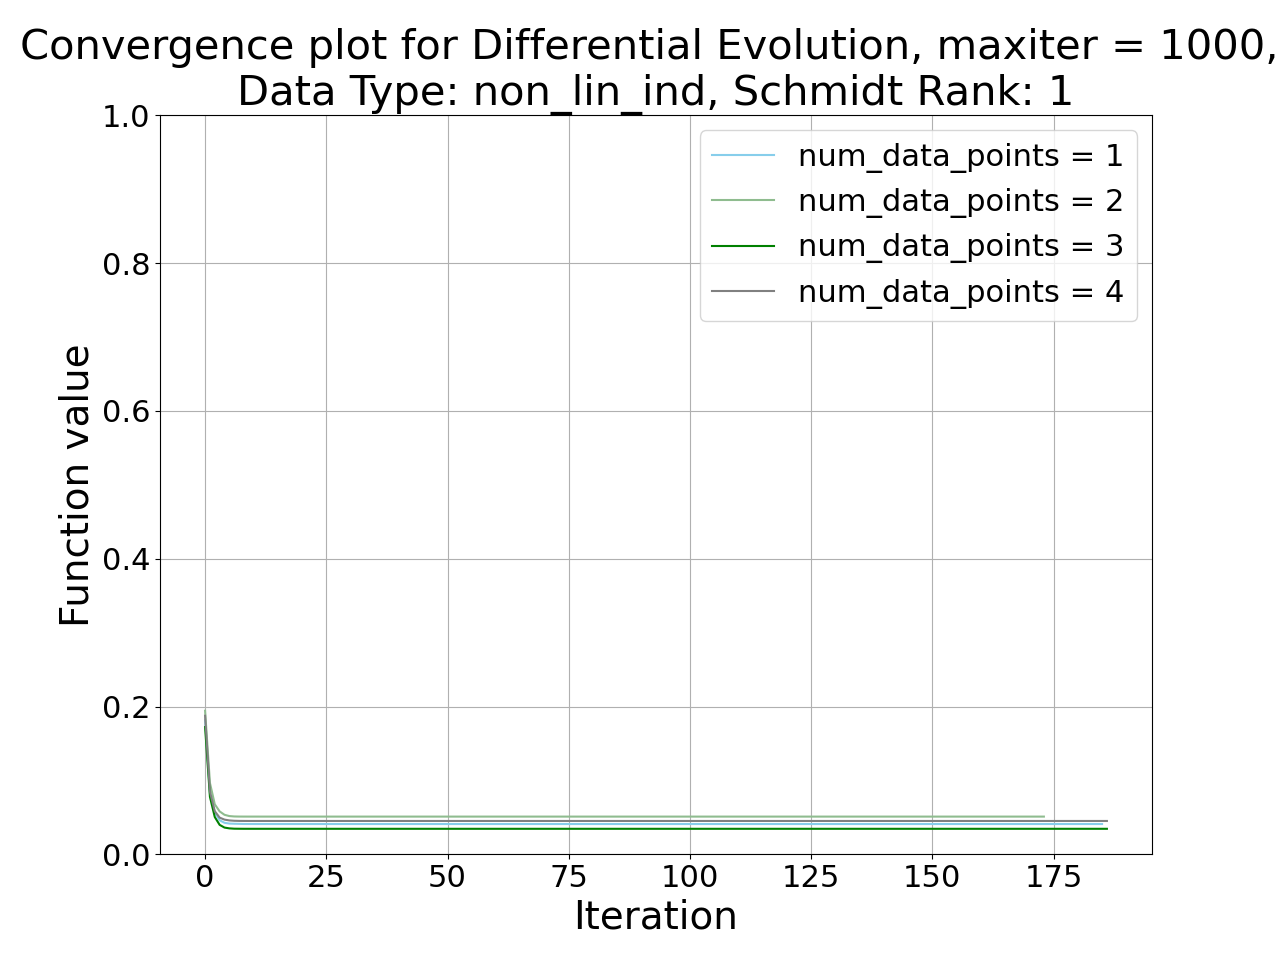 Convergence plot for Differential Evolution, maxiter = 1000,
Data Type: non_lin_ind, Schmidt Rank: 1
1.0
0.8
0.6
0.4
0.2
0.0
Function value
num_data_points = 1
num_data_points = 2
num_data_points = 3
num_data_points = 4
0 25 50 75 100 125 150 175
Iteration